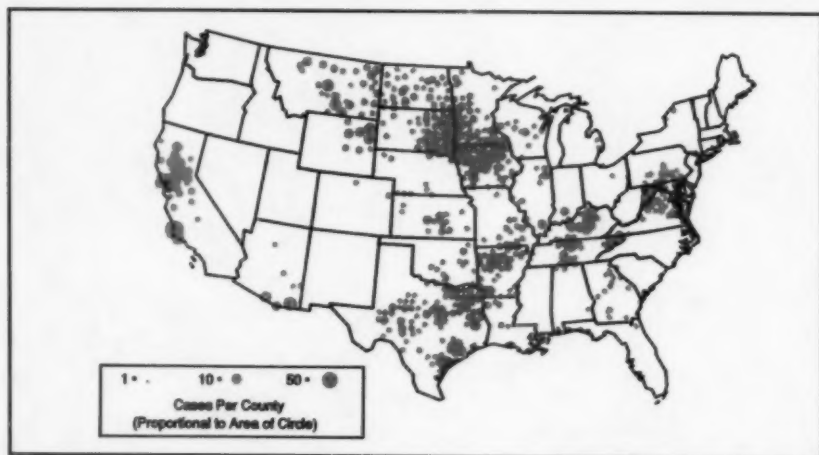 1 • 10 • 50 •
Cases Per County
(Proportional to Area of Circle)